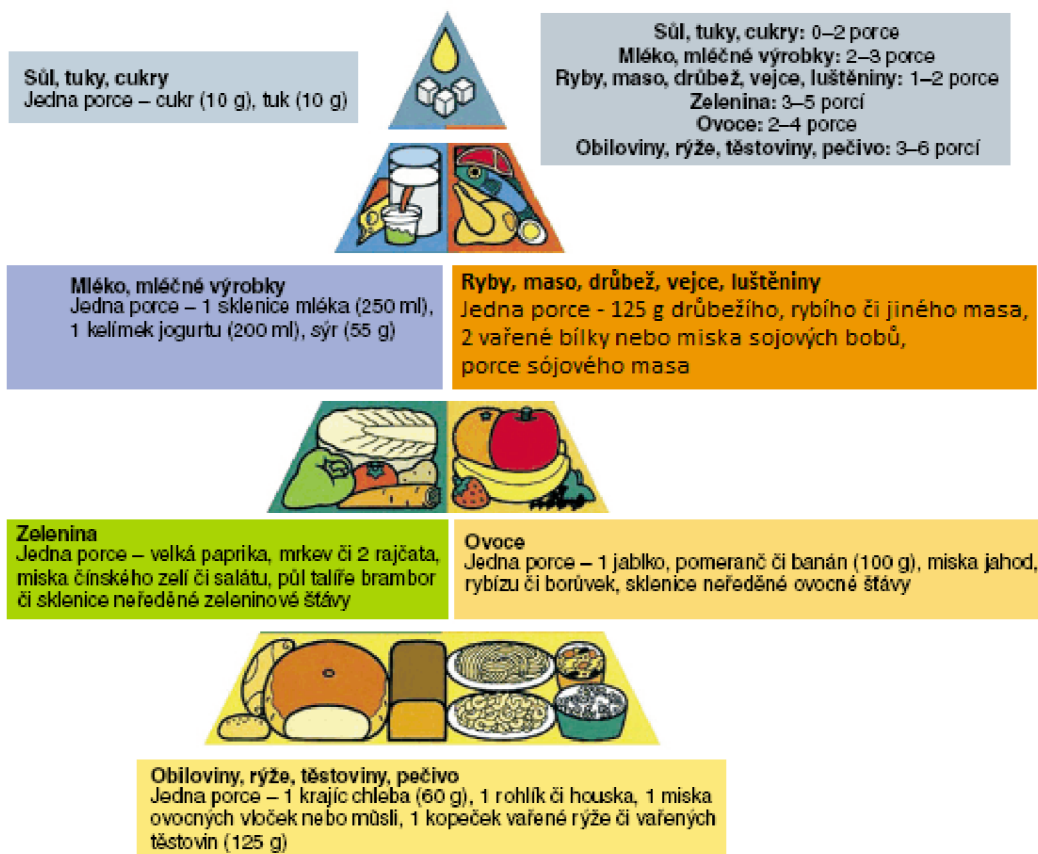 Sůl, tuky, cukry
Jedna porce – cukr (10 g), tuk (10 g)
Sůl, tuky, cukry: 0–2 porce
Mléko, mléčné výrobky: 2–3 porce
Ryby, maso, drůbež, vejce, luštěniny: 1–2 porce
Zelenina: 3–5 porcí
Ovoce: 2–4 porce
Obiloviny, rýže, těstoviny, pečivo: 3–6 porcí
Mléko, mléčné výrobky
Jedna porce – 1 sklenice mléka (250 ml),
1 kelímek jogurtu (200 ml), sýr (55 g)
Ryby, maso, drůbež, vejce, luštěniny
Jedna porce - 125 g drůbežího, rybího či jiného masa,
2 vařené bílky nebo miska sojových bobů,
porce sójového masa
Zelenina
Jedna porce – velká paprika, mrkev či 2 rajčata,
miska čínského zelí či salátu, půl talíře brambor
či sklenice neředěné zeleninové šťávy
Ovoce
Jedna porce – 1 jablko, pomeranč či banán (100 g), miska jahod,
rybízu či borůvek, sklenice neředěné ovocné šťávy
Obiloviny, rýže, těstoviny, pečivo
Jedna porce – 1 krajíc chleba (60 g), 1 rohlík či houska, 1 miska
ovocných vloček nebo műsli, 1 kopeček vařené rýže či vařených
těstovin (125 g)